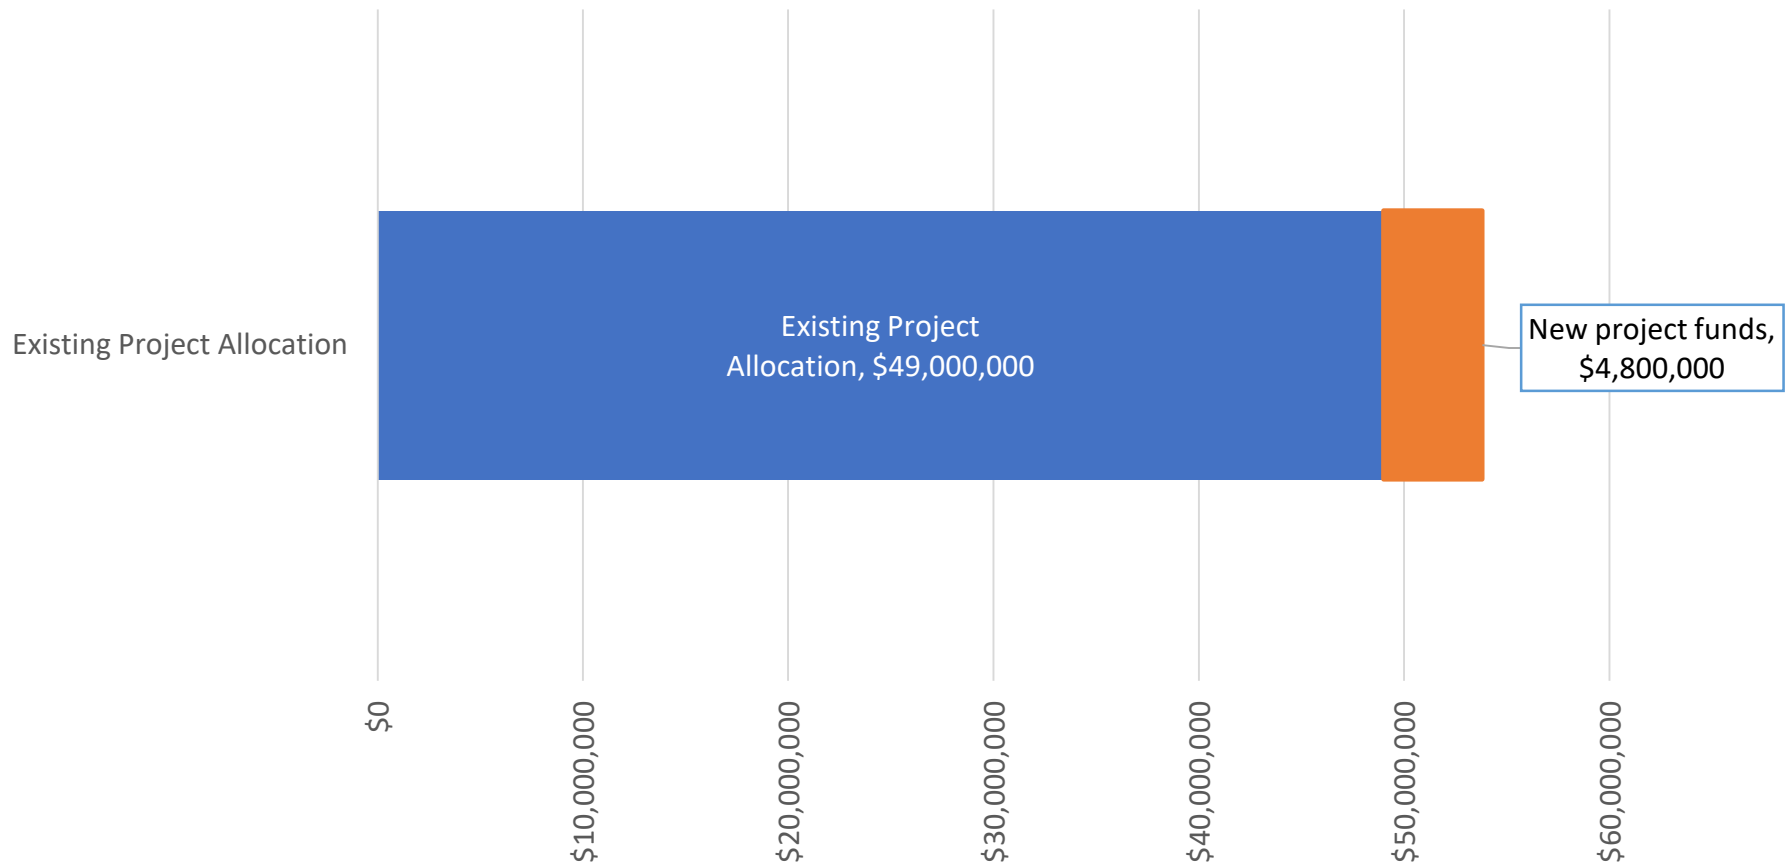 Existing Project Allocation
Existing Project
Allocation, $49,000,000
New project funds,
$4,800,000
$0
$10,000,000
$20,000,000
$30,000,000
$40,000,000
$50,000,000
$60,000,000